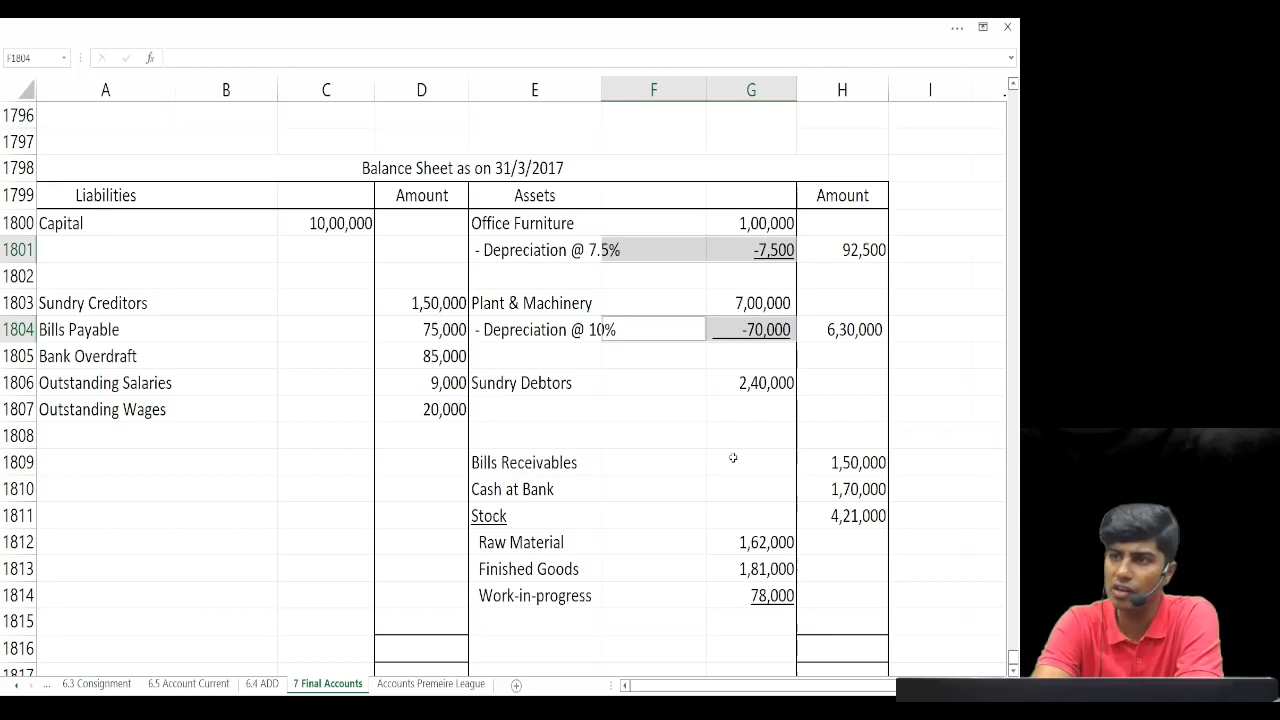 F1804
fx
A B C D E F G H I
1796
1797
1798 Balance Sheet as on 31/3/2017
1799 Liabilities Amount Assets Amount
1800 Capital 10,00,000 Office Furniture 1,00,000
1801 - Depreciation @ 7.5% -7,500 92,500
1802
1803 Sundry Creditors 1,50,000 Plant & Machinery 7,00,000
1804 Bills Payable 75,000 - Depreciation @ 10% -70,000 6,30,000
1805 Bank Overdraft 85,000
1806 Outstanding Salaries 9,000 Sundry Debtors 2,40,000
1807 Outstanding Wages 20,000
1808
1809 Bills Receivables 1,50,000
1810 Cash at Bank 1,70,000
1811 Stock 4,21,000
1812 Raw Material 1,62,000
1813 Finished Goods 1,81,000
1814 Work-in-progress 78,000
1815
1816
1817
... 6.3 Consignment 6.5 Account Current 6.4 ADD 7 Final Accounts Accounts Premeire League